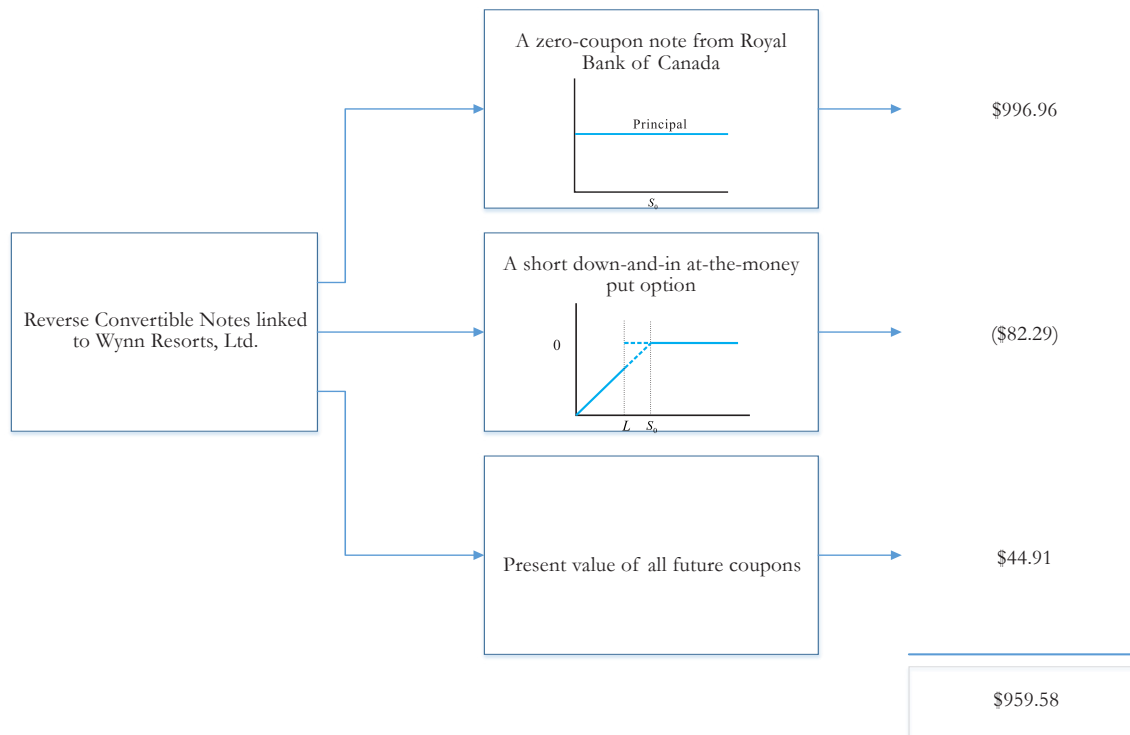 A zero-coupon note from Royal
Bank of Canada
Principal
S₀
$996.96
Reverse Convertible Notes linked
to Wynn Resorts, Ltd.
A short down-and-in at-the-money
put option
0
L S₀
($82.29)
Present value of all future coupons
$44.91
$959.58